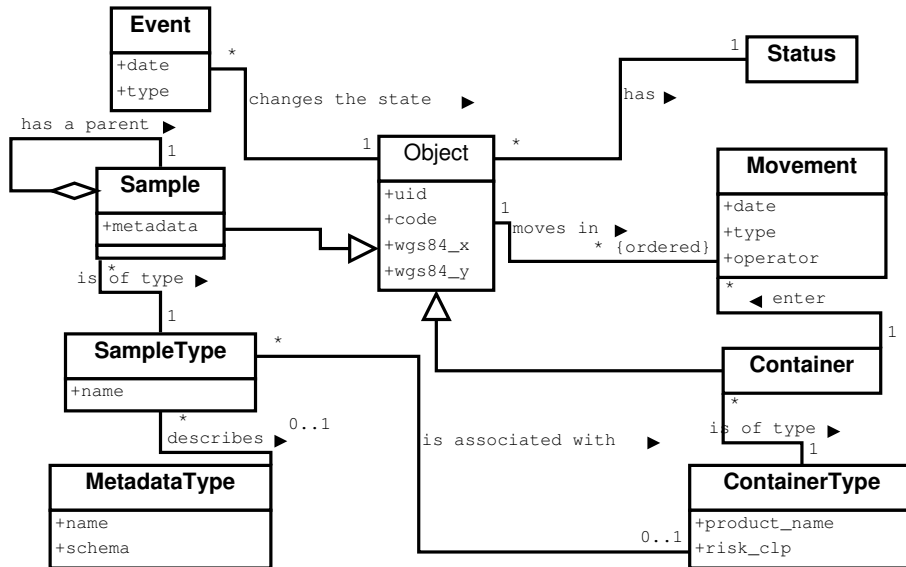 Event
+date
+type
*
changes the state ▶
1
Status
1
has ▶
*
has a parent ▶
1
Sample
+metadata
Object
+uid
+code
+wgs84_x
+wgs84_y
1
moves in ▶
* {ordered}
Movement
+date
+type
+operator
*
◀ enter
1
*
is of type ▶
1
SampleType
+name
*
is associated with ▶
0..1
Container
*
is of type ▶
1
*
describes ▶
0..1
MetadataType
+name
+schema
ContainerType
+product_name
+risk_clp